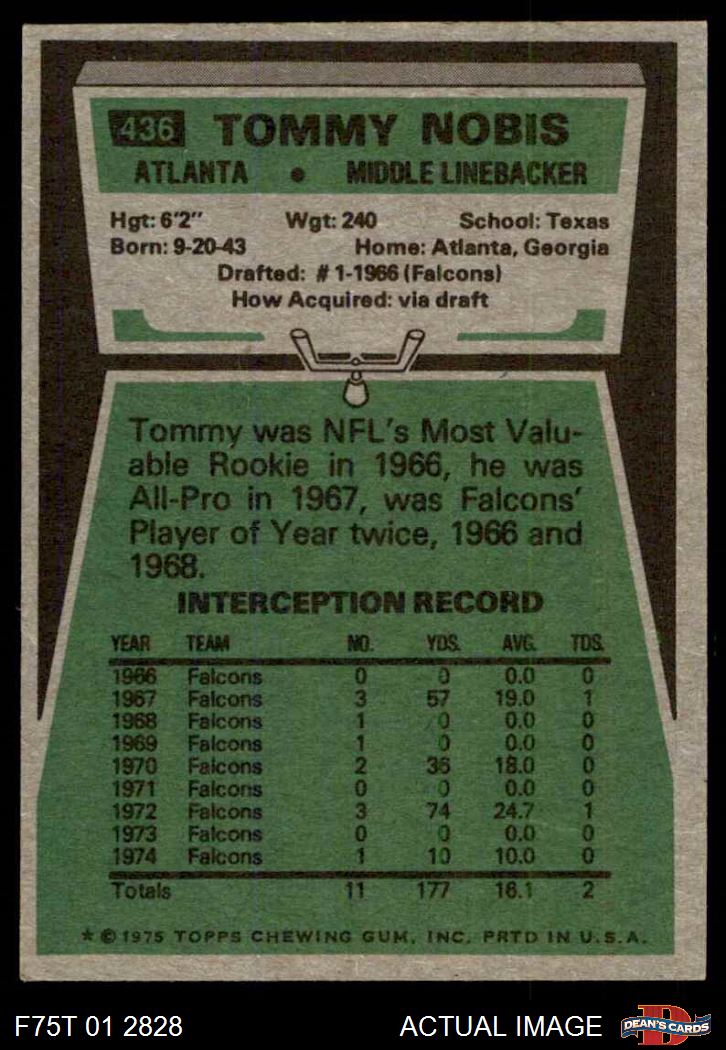 436 TOMMY NOBIS
ATLANTA • MIDDLE LINEBACKER
Hgt: 6'2" Wgt: 240 School: Texas
Born: 9-20-43 Home: Atlanta, Georgia
Drafted: #1-1966 (Falcons)
How Acquired: via draft
Tommy was NFL's Most Valu-
able Rookie in 1966, he was
All-Pro in 1967, was Falcons'
Player of Year twice, 1966 and
1968.
INTERCEPTION RECORD
YEAR TEAM NO. YDS. AVG. TDS.
1966 Falcons 0 0 0.0 0
1967 Falcons 3 57 19.0 1
1968 Falcons 1 0 0.0 0
1969 Falcons 1 0 0.0 0
1970 Falcons 2 36 18.0 0
1971 Falcons 0 0 0.0 0
1972 Falcons 3 74 24.7 1
1973 Falcons 0 0 0.0 0
1974 Falcons 1 10 10.0 0
Totals 11 177 16.1 2
* © 1975 TOPPS CHEWING GUM, INC. PRTD IN U.S.A.
F75T 01 2828 ACTUAL IMAGE D DEAN'S CARDS